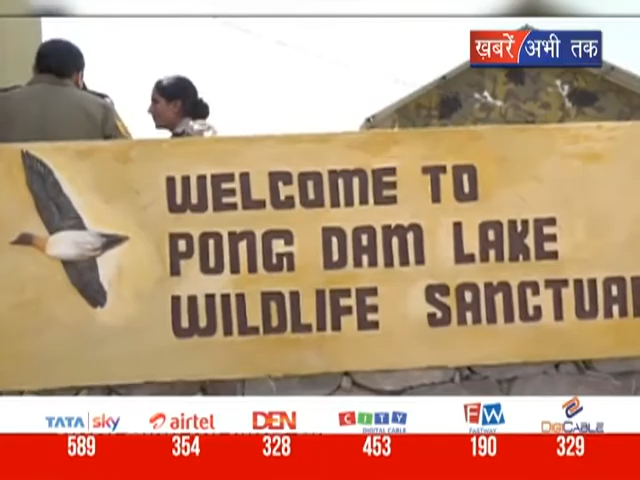 ख़बरें अभी तक
WELCOME TO
PONG DAM LAKE
WILDLIFE SANCTUAR
TATA sky airtel DEN CITY DIGITAL CABLE FW FASTWAY DIGICABLE
589 354 328 453 190 329